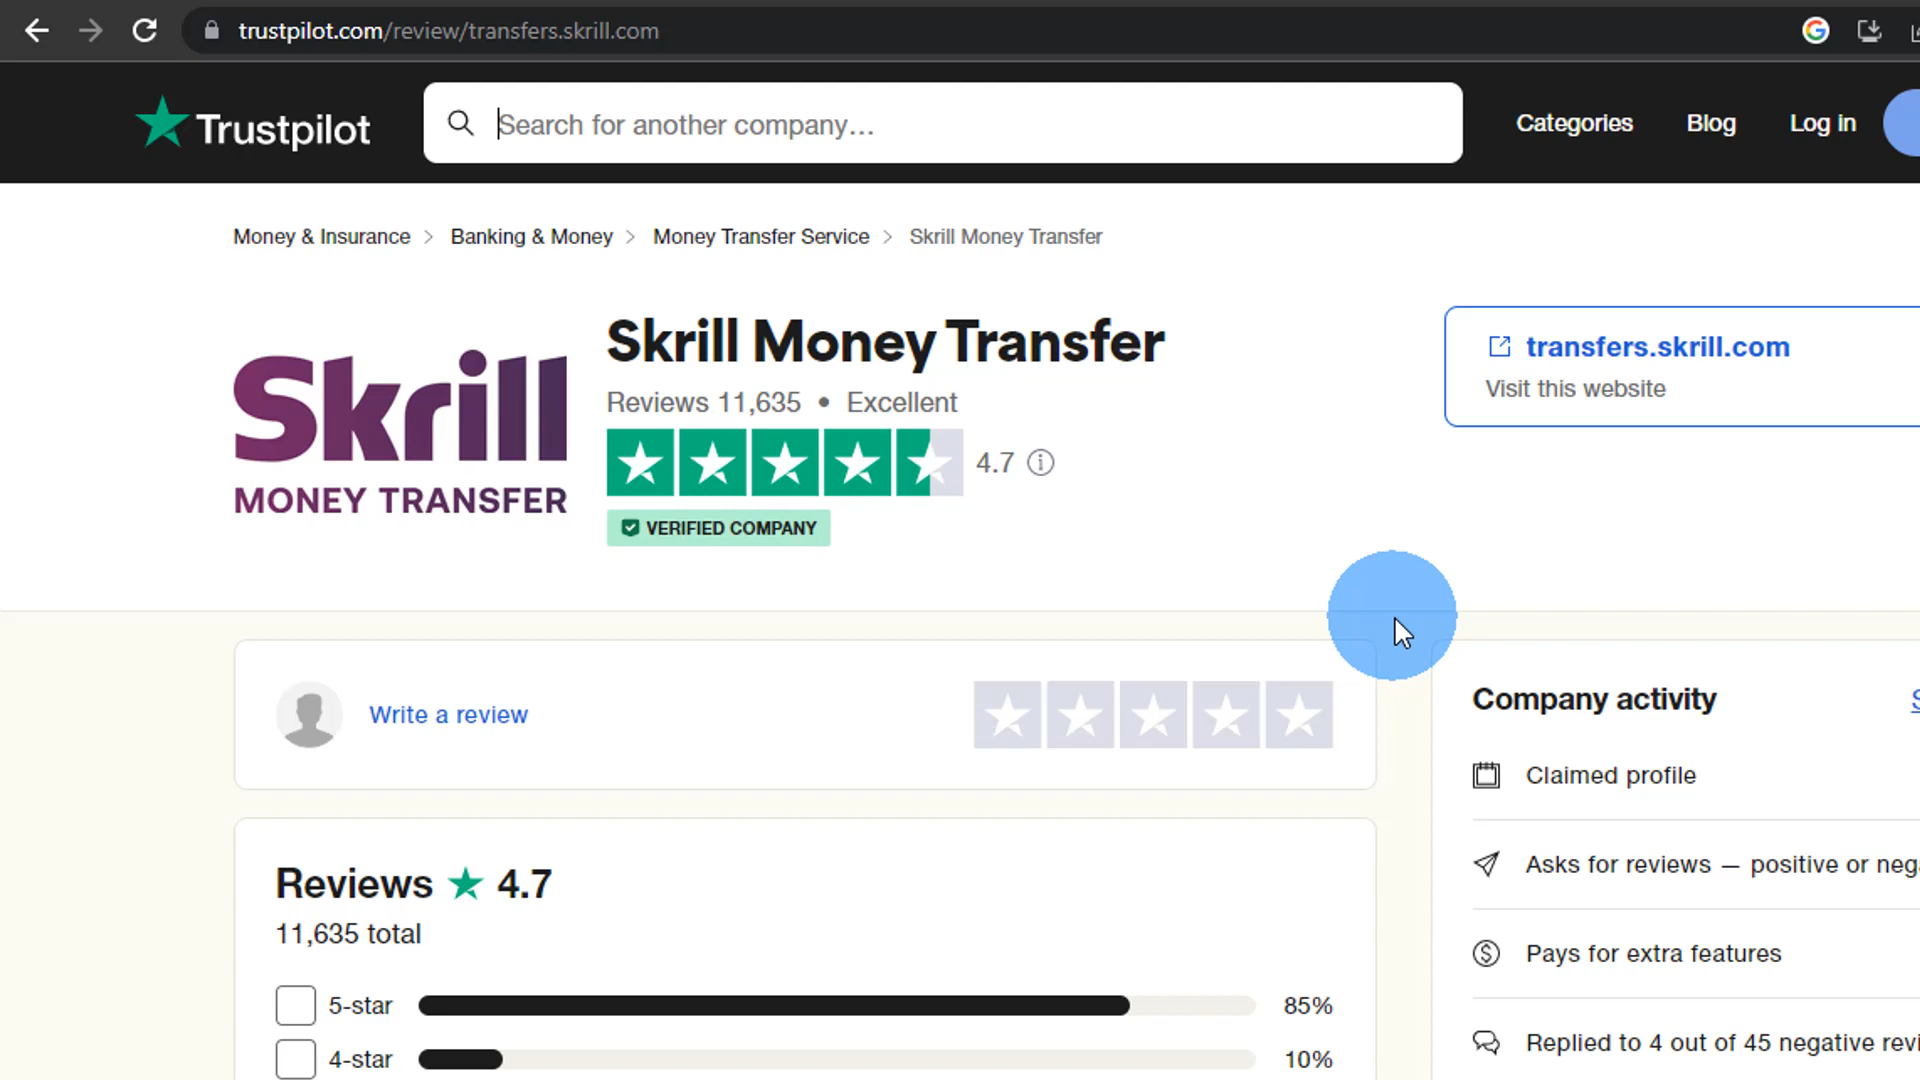 trustpilot.com/review/transfers.skrill.com
Trustpilot
Search for another company...
Categories
Blog
Log in
Money & Insurance > Banking & Money > Money Transfer Service > Skrill Money Transfer
Skrill
MONEY TRANSFER
Skrill Money Transfer
Reviews 11,635 • Excellent
4.7
VERIFIED COMPANY
transfers.skrill.com
Visit this website
Write a review
Reviews 4.7
11,635 total
5-star 85%
4-star 10%
Company activity
Claimed profile
Asks for reviews — positive or neg
Pays for extra features
Replied to 4 out of 45 negative revi